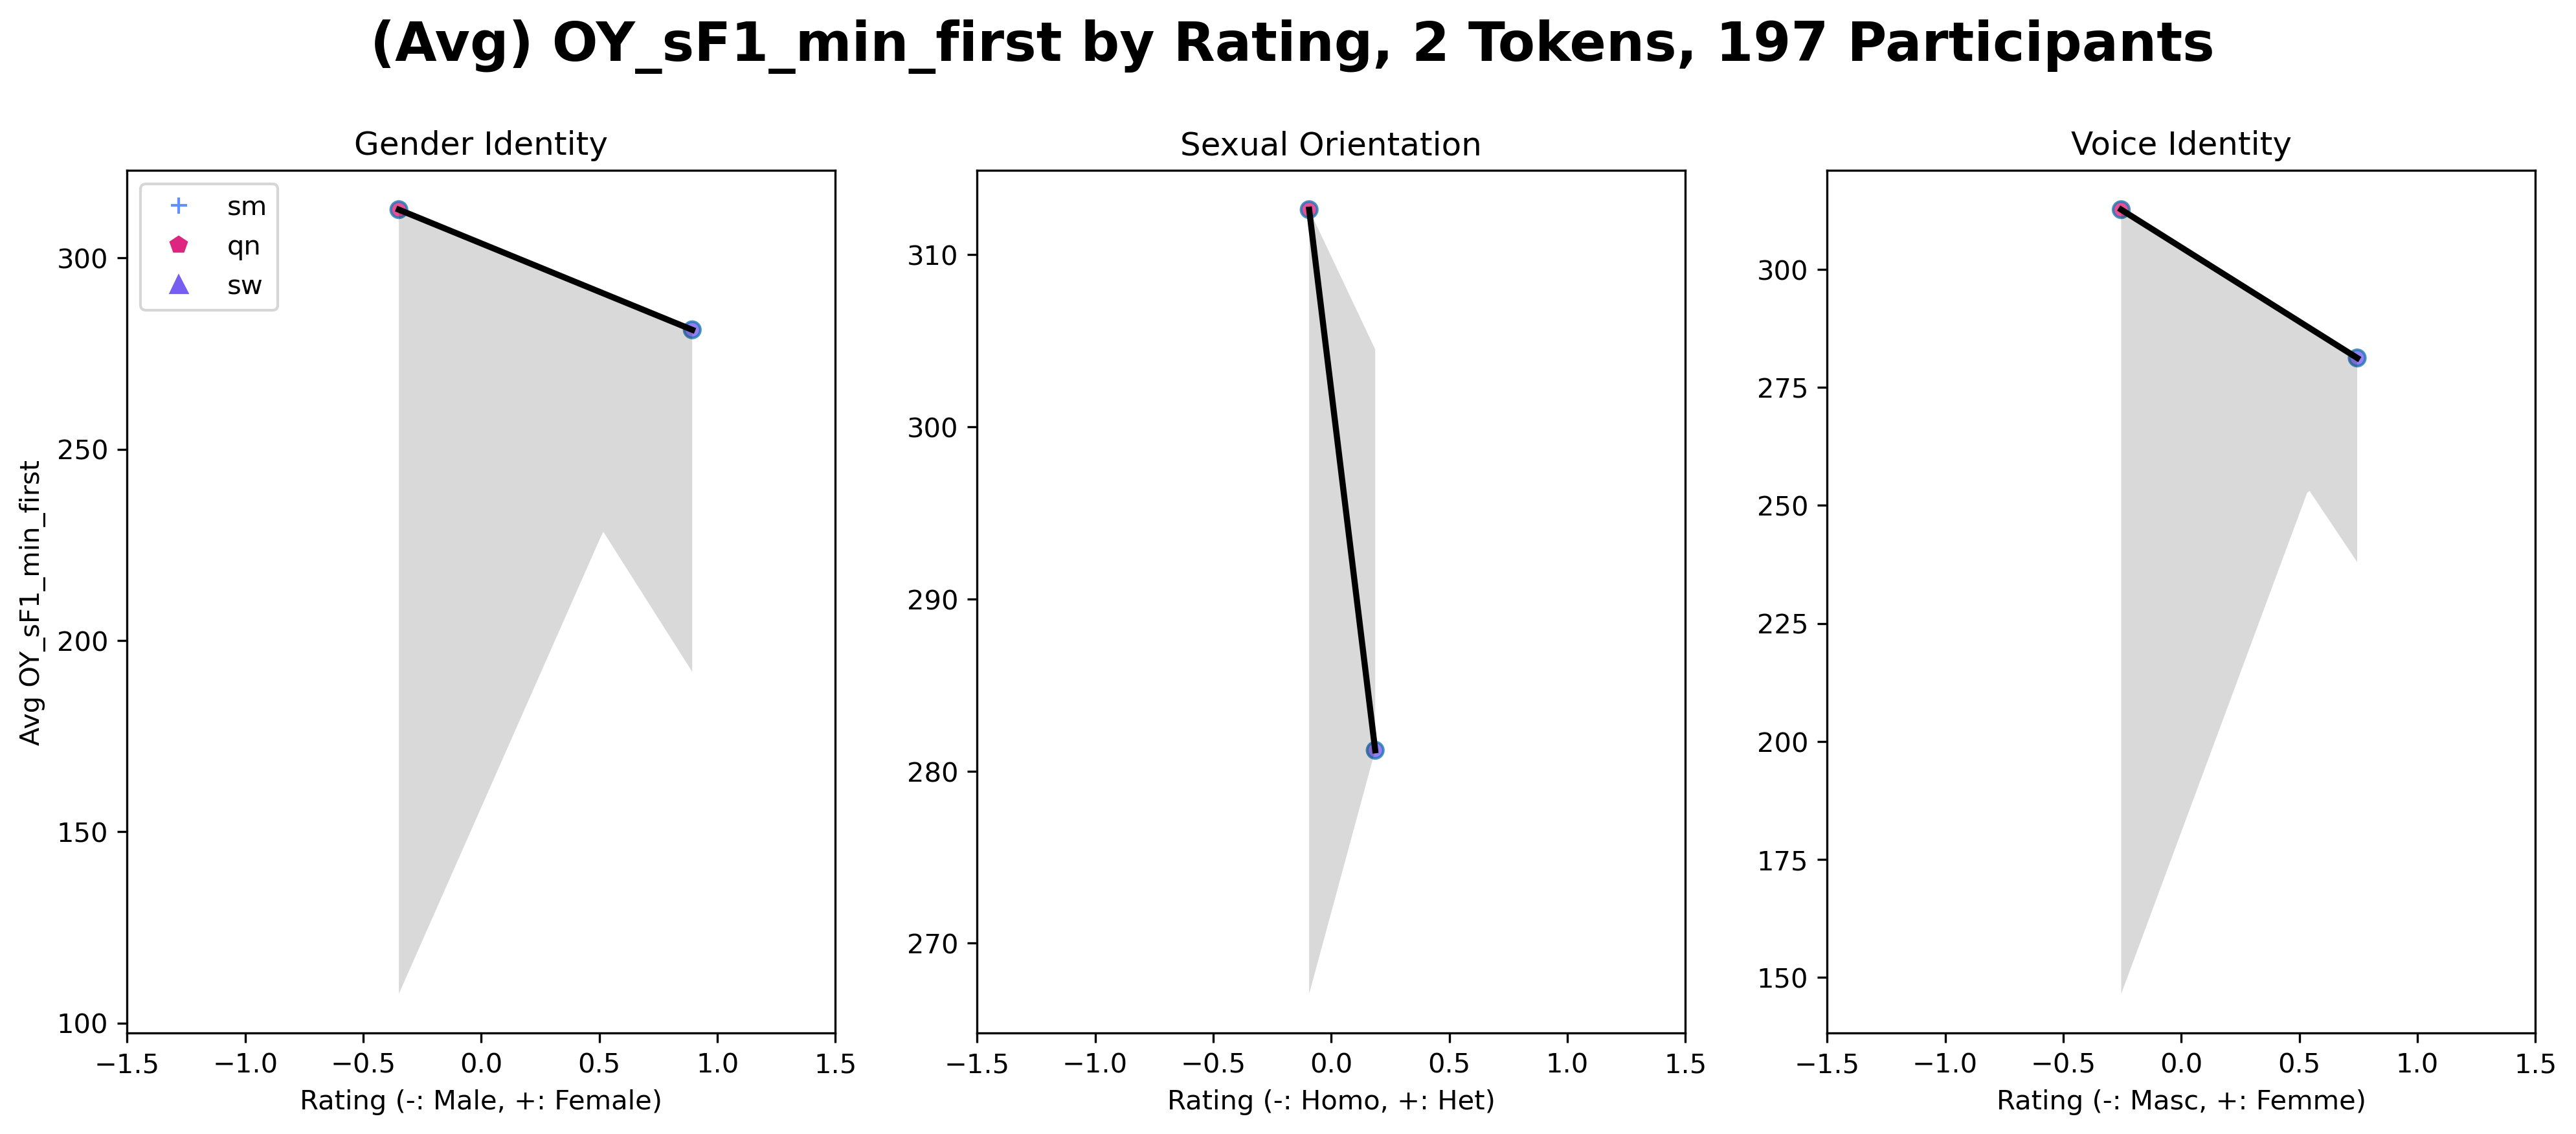 (Avg) OY_sF1_min_first by Rating, 2 Tokens, 197 Participants
Gender Identity
sm
qn
sw
300
250
200
150
100
Avg OY_sF1_min_first
−1.5 −1.0 −0.5 0.0 0.5 1.0 1.5
Rating (-: Male, +: Female)
Sexual Orientation
310
300
290
280
270
−1.5 −1.0 −0.5 0.0 0.5 1.0 1.5
Rating (-: Homo, +: Het)
Voice Identity
300
275
250
225
200
175
150
−1.5 −1.0 −0.5 0.0 0.5 1.0 1.5
Rating (-: Masc, +: Femme)